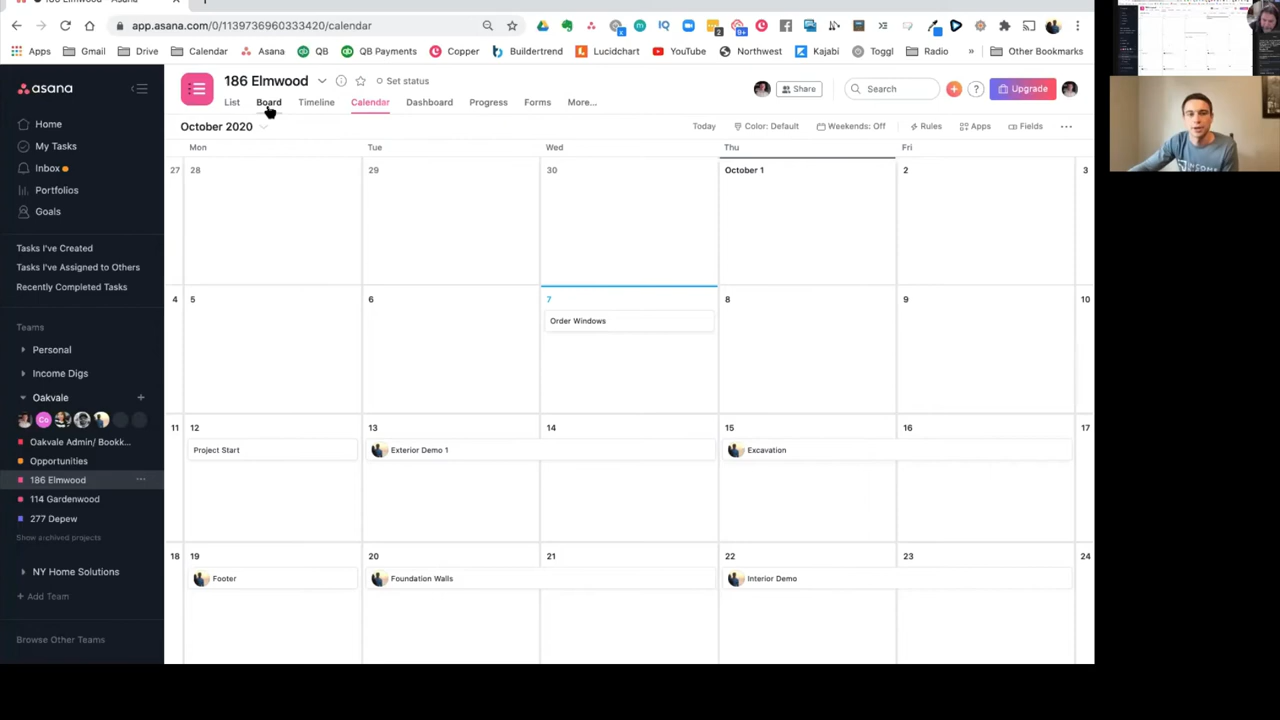 186 Elmwood - Asana
app.asana.com/0/1139739696053420/calendar
Apps Gmail Drive Calendar Asana QB QB Payments Copper Buildertrend Lucidchart YouTube Northwest Kajabi Toggl Radio » Other Bookmarks
asana
186 Elmwood Set status
Share Search ? Upgrade
List Board Timeline Calendar Dashboard Progress Forms More...
October 2020 Today Color: Default Weekends: Off Rules Apps Fields
Home
My Tasks
Inbox
Portfolios
Goals
Tasks I've Created
Tasks I've Assigned to Others
Recently Completed Tasks
Teams
Personal
Income Digs
Oakvale
Co
Oakvale Admin/ Bookk...
Opportunities
186 Elmwood
114 Gardenwood
277 Depew
Show archived projects
NY Home Solutions
+ Add Team
Browse Other Teams
Mon Tue Wed Thu Fri
27 28 29 30 October 1 2 3
4 5 6 7 8 9 10
Order Windows
11 12 13 14 15 16 17
Project Start Exterior Demo 1 Excavation
18 19 20 21 22 23 24
Footer Foundation Walls Interior Demo
INCOME